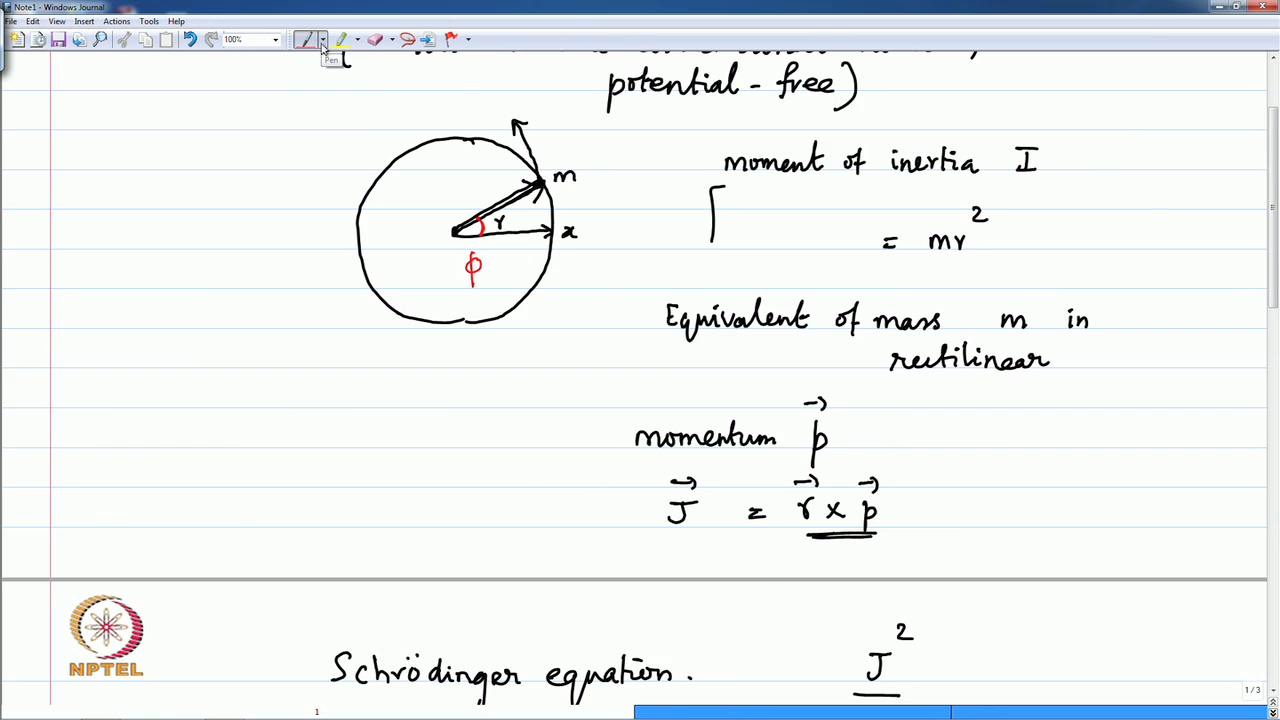 Note1 - Windows Journal
File Edit View Insert Actions Tools Help
100%
Pen
potential - free)
moment of inertia I
= mr²
m
r
x
φ
Equivalent of mass m in
rectilinear
momentum p⃗
J⃗ = r⃗ × p⃗
NPTEL
Schrödinger equation. J²
1 / 3
1